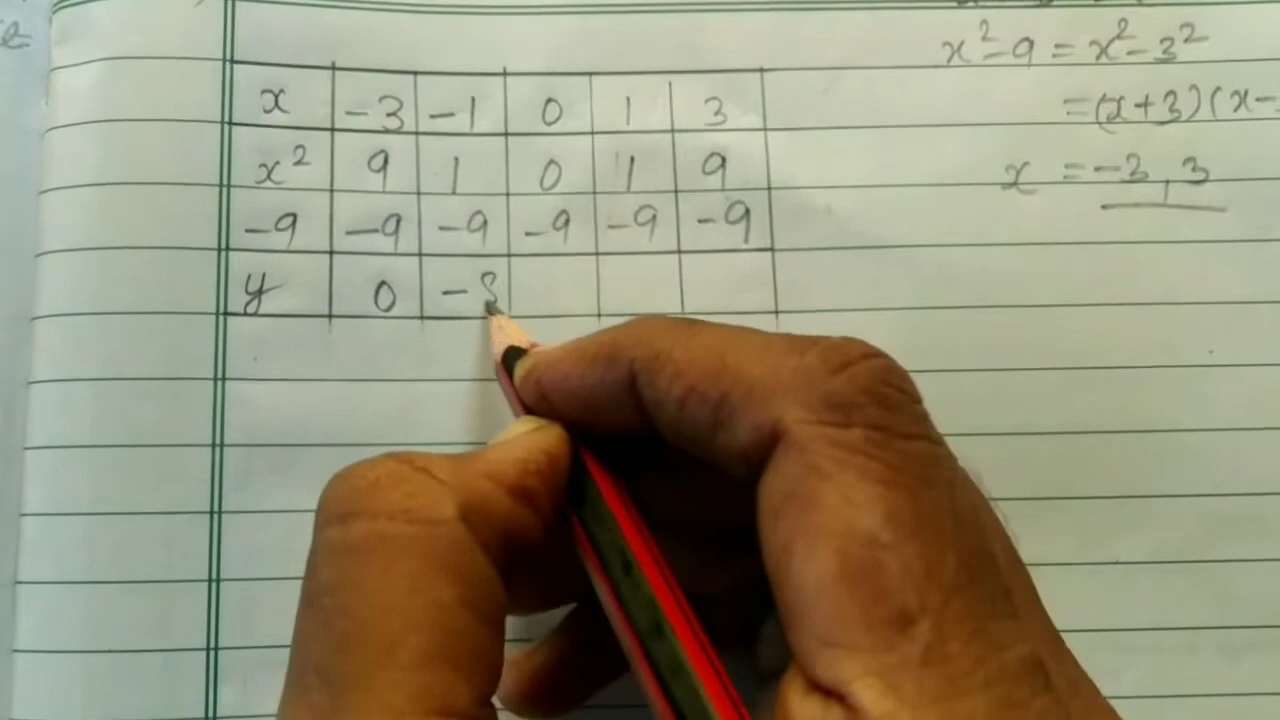 x² - 9 = x² - 3²
= (x + 3) (x -
x = -3, 3
x -3 -1 0 1 3
x² 9 1 0 1 9
-9 -9 -9 -9 -9 -9
y 0 -8